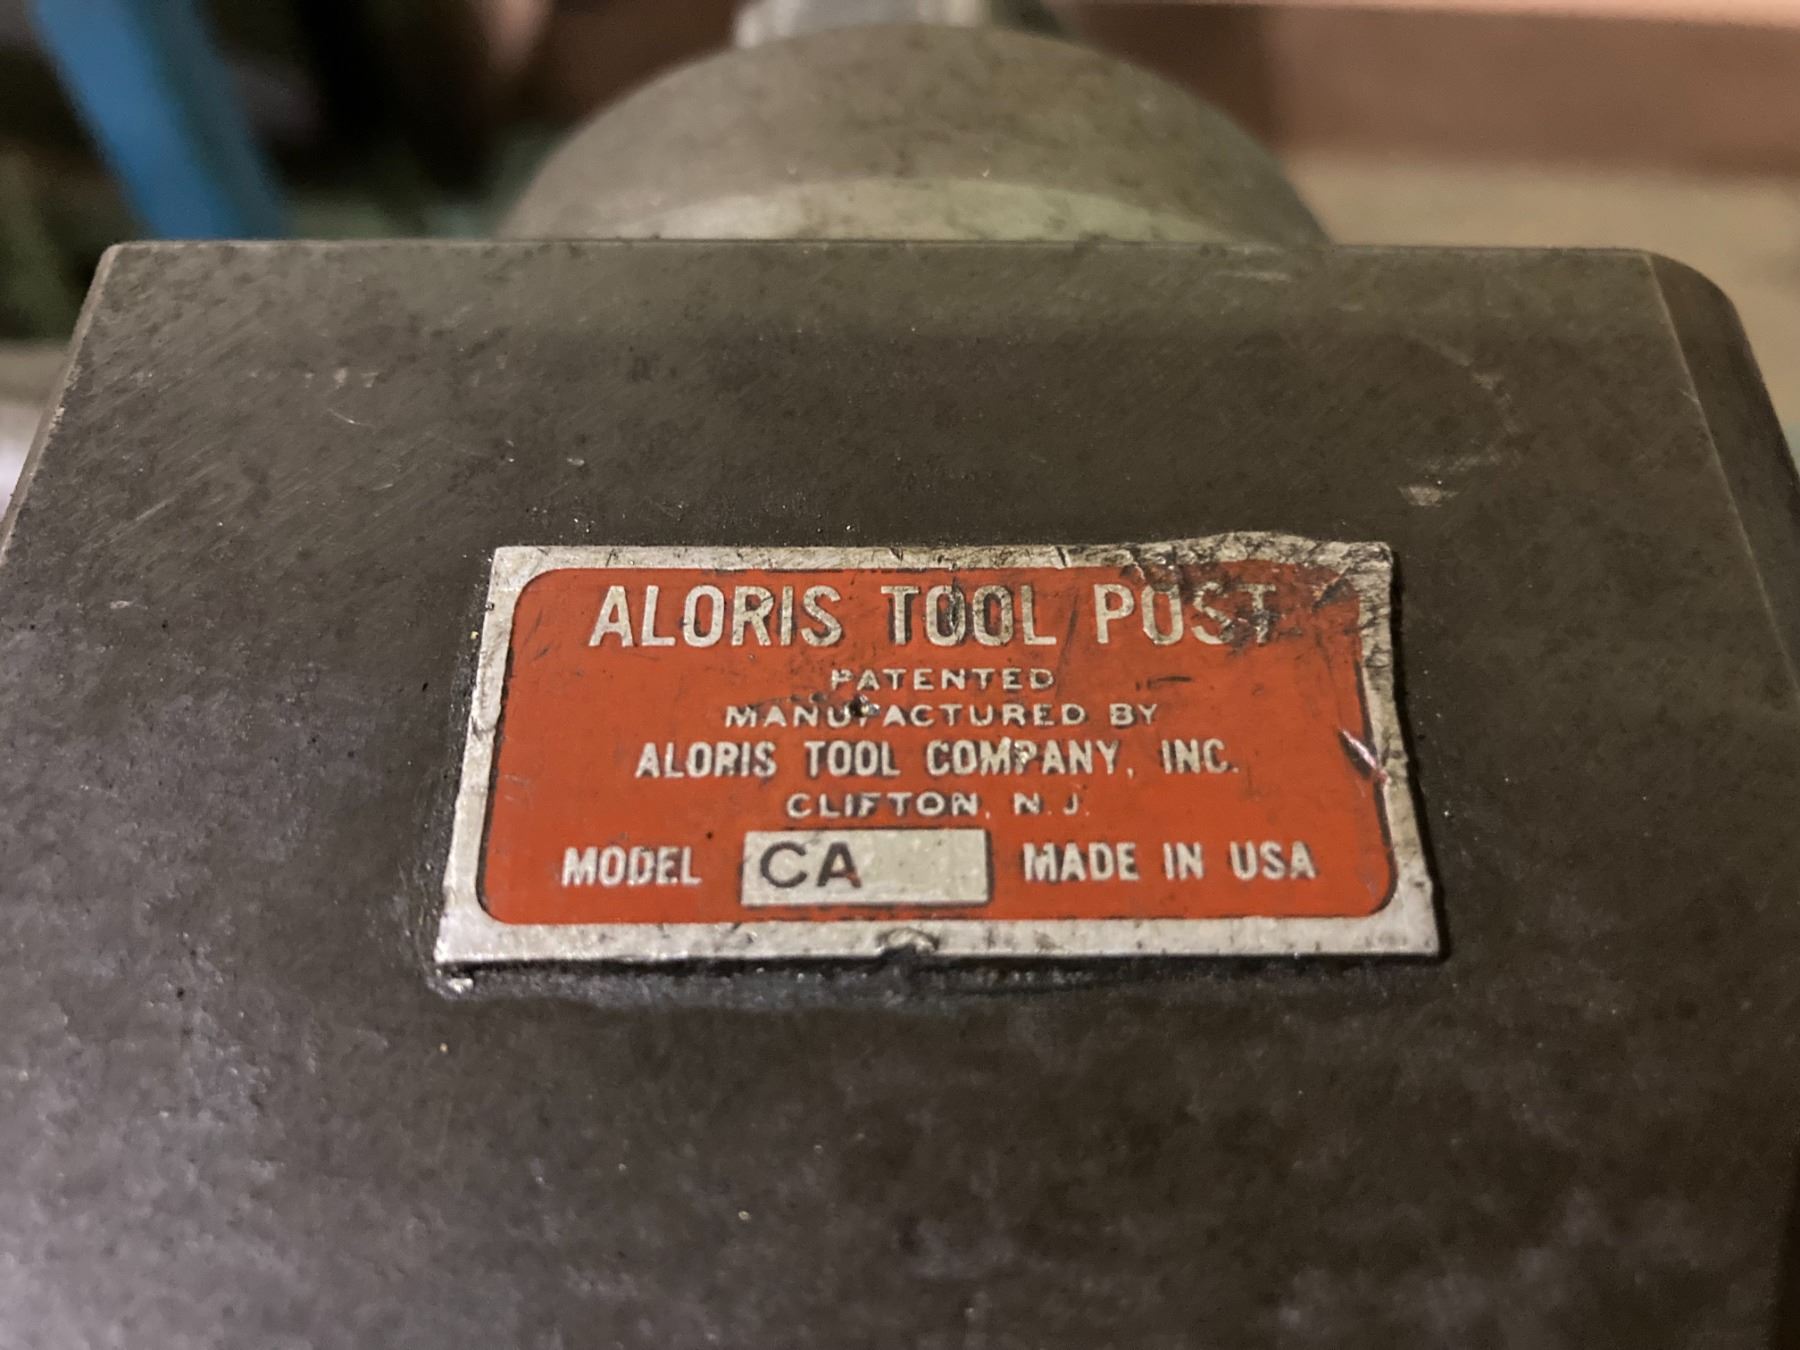 ALORIS TOOL POST
PATENTED
MANUFACTURED BY
ALORIS TOOL COMPANY, INC.
CLIFTON, N.J.
MODEL CA MADE IN USA